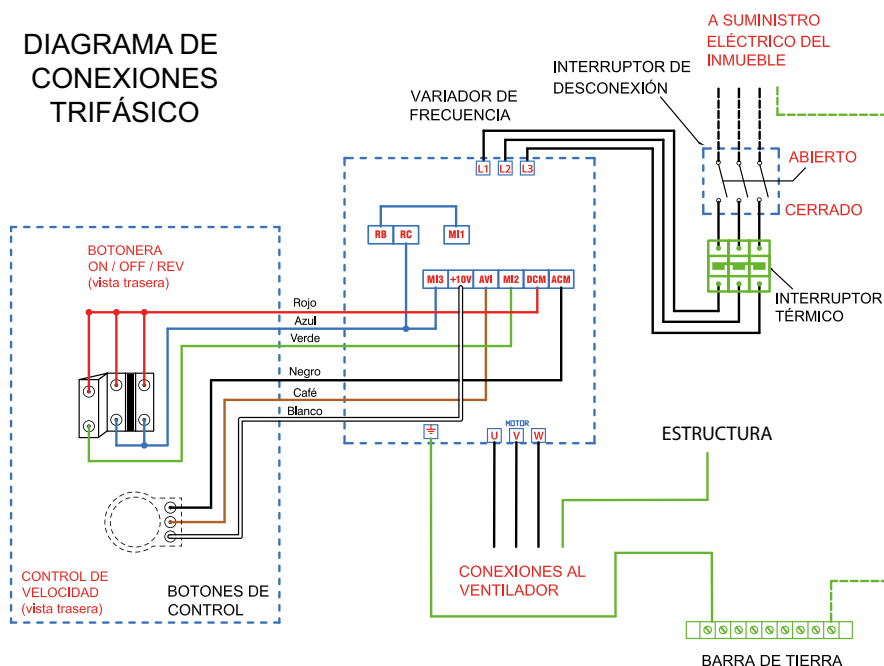 DIAGRAMA DE
CONEXIONES
TRIFÁSICO
A SUMINISTRO
ELÉCTRICO DEL
INMUEBLE
INTERRUPTOR DE
DESCONEXIÓN
VARIADOR DE
FRECUENCIA
L1 L2 L3
ABIERTO
CERRADO
INTERRUPTOR
TÉRMICO
RB RC MI1
MI3 +10V AVI MI2 DCM ACM
BOTONERA
ON / OFF / REV
(vista trasera)
Rojo
Azul
Verde
Negro
Café
Blanco
MOTOR
U V W
ESTRUCTURA
CONEXIONES AL
VENTILADOR
CONTROL DE
VELOCIDAD
(vista trasera)
BOTONES DE
CONTROL
BARRA DE TIERRA